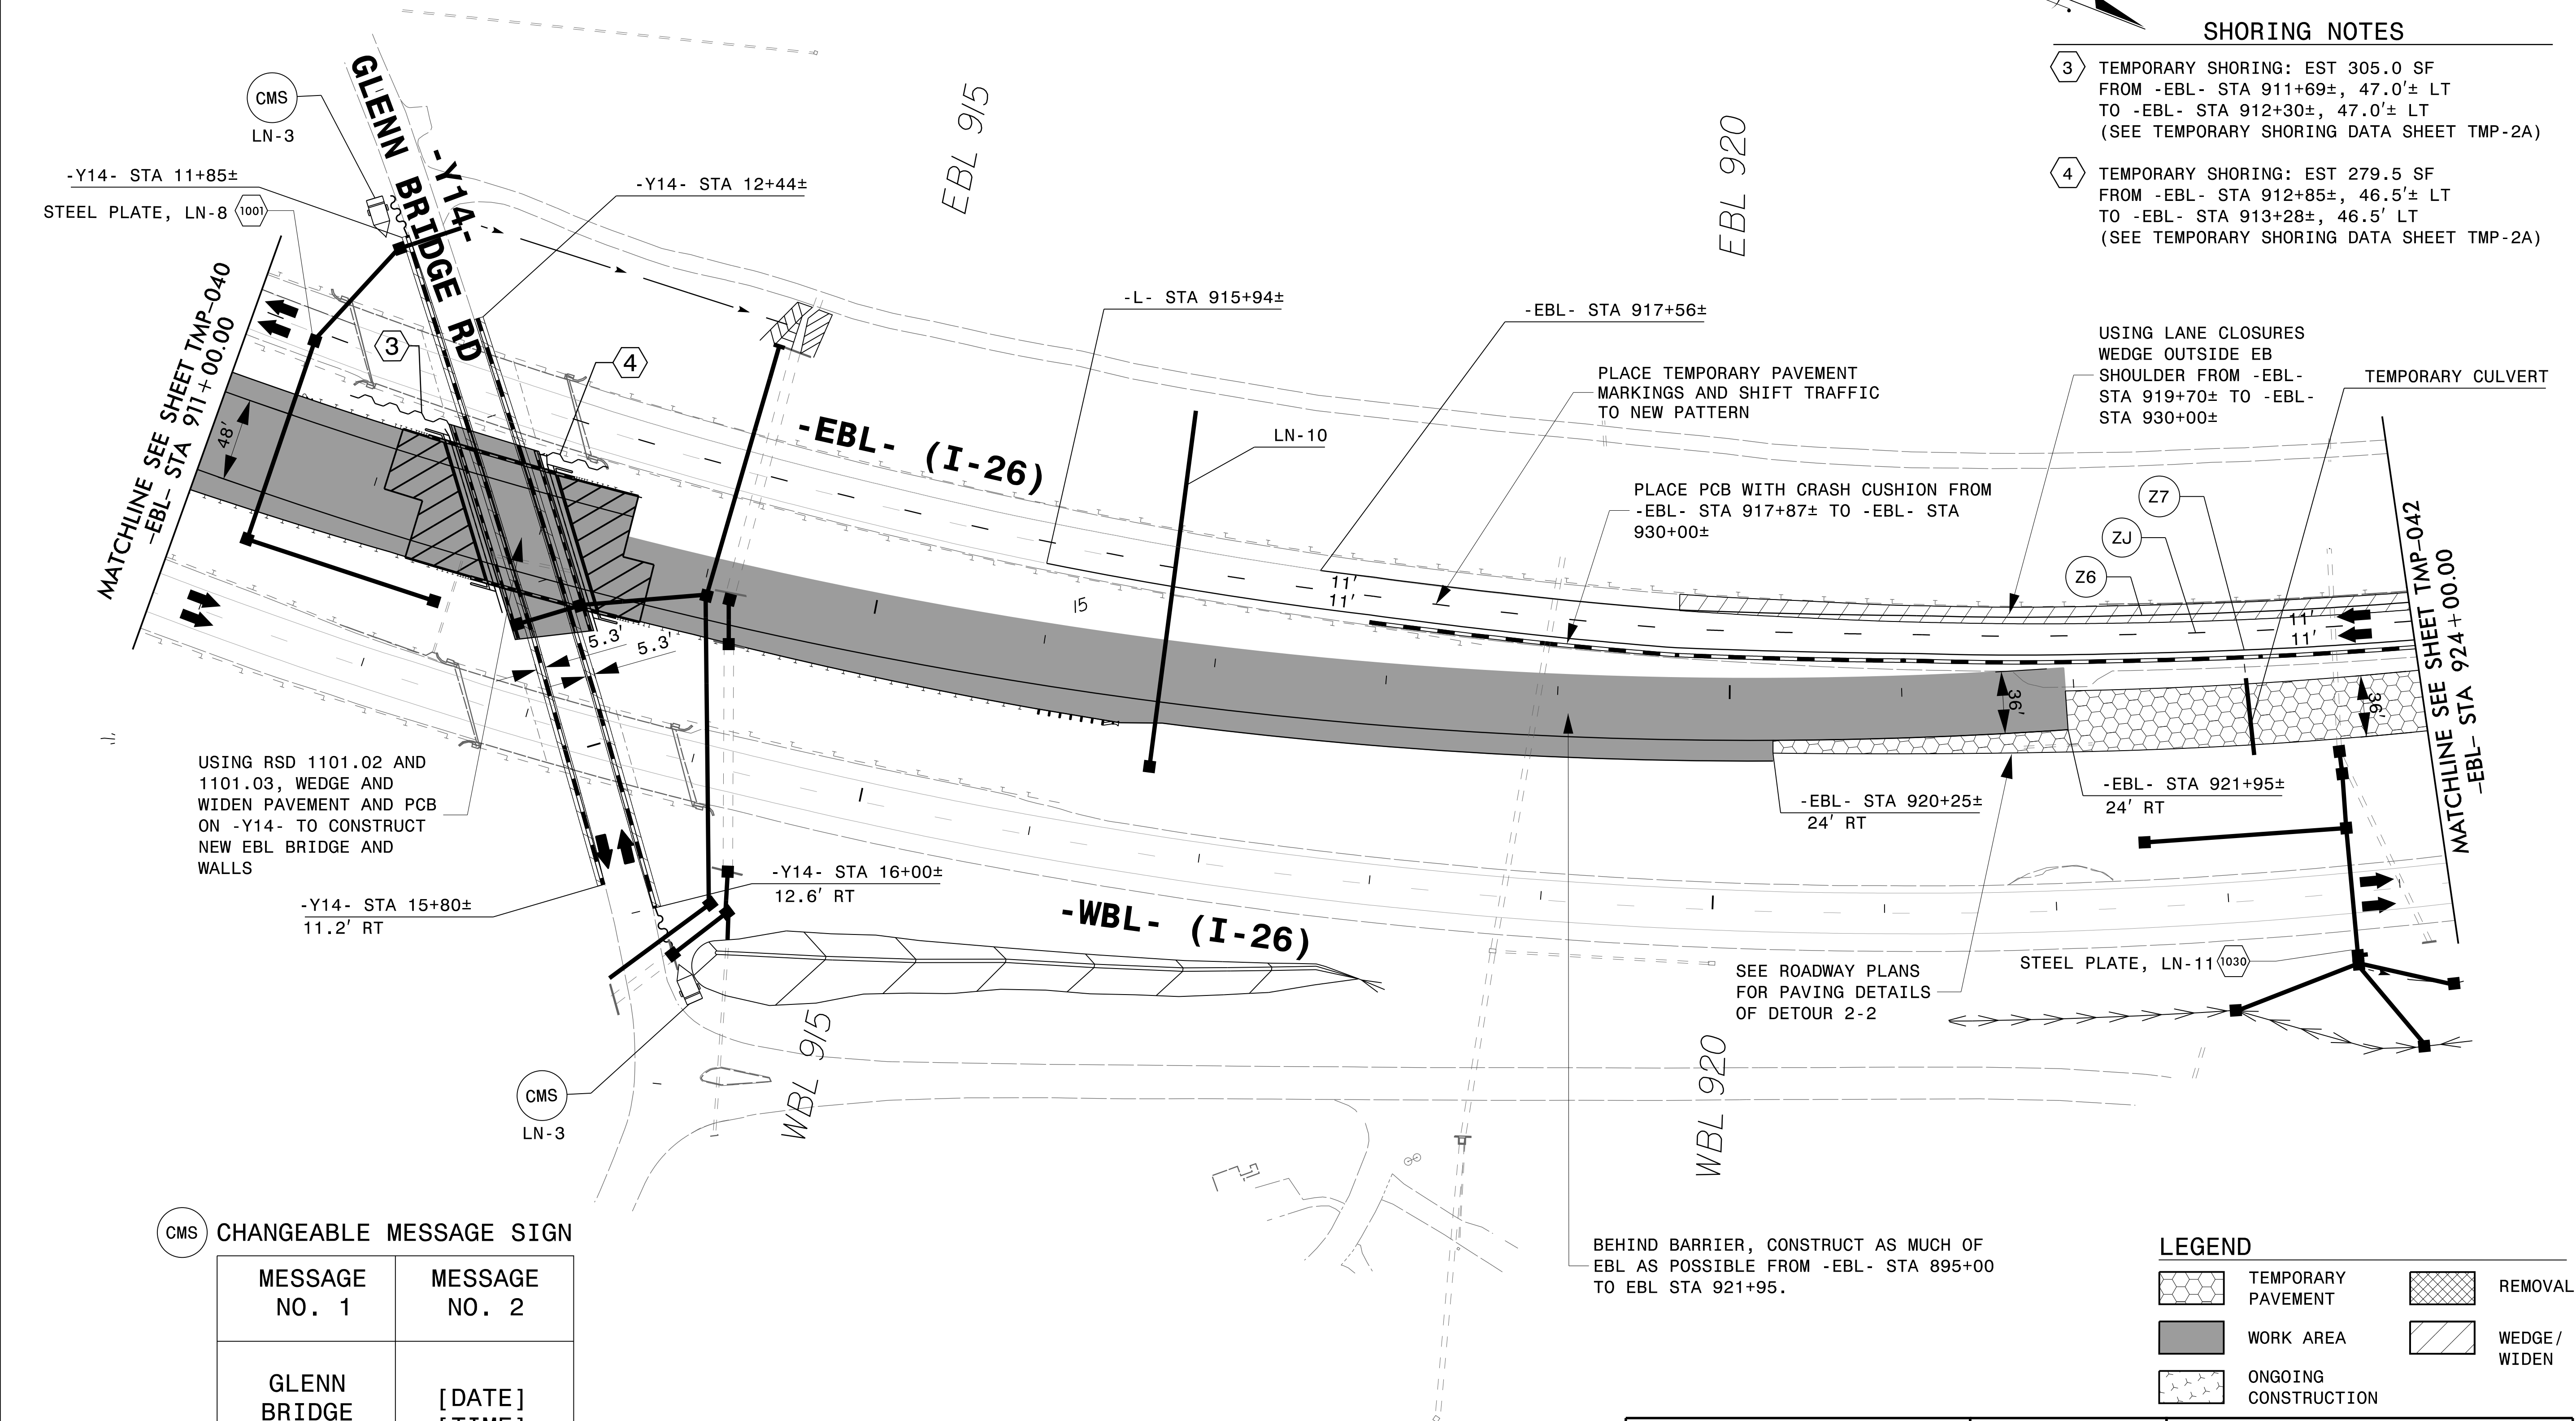 SHORING NOTES
3
TEMPORARY SHORING: EST 305.0 SF
FROM -EBL- STA 911+69±, 47.0'± LT
TO -EBL- STA 912+30±, 47.0'± LT
(SEE TEMPORARY SHORING DATA SHEET TMP-2A)
4
TEMPORARY SHORING: EST 279.5 SF
FROM -EBL- STA 912+85±, 46.5'± LT
TO -EBL- STA 913+28±, 46.5' LT
(SEE TEMPORARY SHORING DATA SHEET TMP-2A)
CMS
LN-3
GLENN BRIDGE RD
-Y14-
-Y14- STA 11+85±
STEEL PLATE, LN-8
1001
-Y14- STA 12+44±
EBL 915
EBL 920
MATCHLINE SEE SHEET TMP-040
-EBL- STA 911+00.00
3
4
48'
-L- STA 915+94±
-EBL- STA 917+56±
-EBL- (I-26)
LN-10
PLACE TEMPORARY PAVEMENT
MARKINGS AND SHIFT TRAFFIC
TO NEW PATTERN
PLACE PCB WITH CRASH CUSHION FROM
-EBL- STA 917+87± TO -EBL- STA
930+00±
USING LANE CLOSURES
WEDGE OUTSIDE EB
SHOULDER FROM -EBL-
STA 919+70± TO -EBL-
STA 930+00±
TEMPORARY CULVERT
Z7
ZJ
Z6
11'
11'
11'
11'
15
5.3'
5.3'
36'
36'
MATCHLINE SEE SHEET TMP-042
-EBL- STA 924+00.00
USING RSD 1101.02 AND
1101.03, WEDGE AND
WIDEN PAVEMENT AND PCB
ON -Y14- TO CONSTRUCT
NEW EBL BRIDGE AND
WALLS
-EBL- STA 920+25±
24' RT
-EBL- STA 921+95±
24' RT
-Y14- STA 15+80±
11.2' RT
-Y14- STA 16+00±
12.6' RT
-WBL- (I-26)
SEE ROADWAY PLANS
FOR PAVING DETAILS
OF DETOUR 2-2
STEEL PLATE, LN-11
1030
WBL 915
WBL 920
CMS
LN-3
BEHIND BARRIER, CONSTRUCT AS MUCH OF
EBL AS POSSIBLE FROM -EBL- STA 895+00
TO EBL STA 921+95.
CMS
CHANGEABLE MESSAGE SIGN
MESSAGE
NO. 1
MESSAGE
NO. 2
GLENN
BRIDGE
[DATE]
[TIME]
LEGEND
TEMPORARY
PAVEMENT
REMOVAL
WORK AREA
WEDGE/
WIDEN
ONGOING
CONSTRUCTION